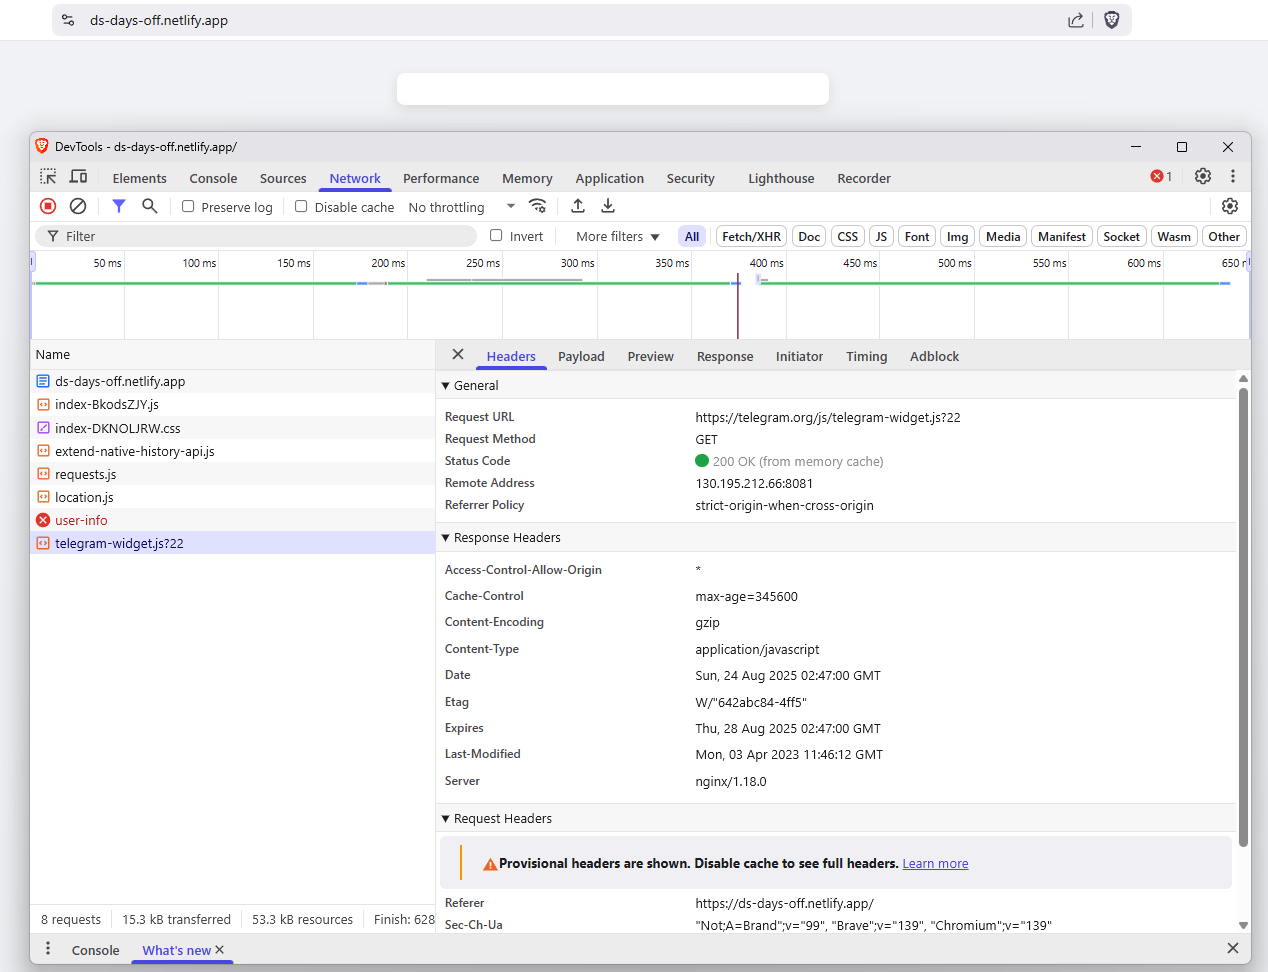 ds-days-off.netlify.app
DevTools - ds-days-off.netlify.app/
Elements Console Sources Network Performance Memory Application Security Lighthouse Recorder 1
Preserve log Disable cache No throttling
Filter Invert More filters All Fetch/XHR Doc CSS JS Font Img Media Manifest Socket Wasm Other
50 ms 100 ms 150 ms 200 ms 250 ms 300 ms 350 ms 400 ms 450 ms 500 ms 550 ms 600 ms 650
Name
ds-days-off.netlify.app
index-BkodsZJY.js
index-DKNOLJRW.css
extend-native-history-api.js
requests.js
location.js
user-info
telegram-widget.js?22
8 requests 15.3 kB transferred 53.3 kB resources Finish: 628
Headers Payload Preview Response Initiator Timing Adblock
General
Request URL https://telegram.org/js/telegram-widget.js?22
Request Method GET
Status Code 200 OK (from memory cache)
Remote Address 130.195.212.66:8081
Referrer Policy strict-origin-when-cross-origin
Response Headers
Access-Control-Allow-Origin *
Cache-Control max-age=345600
Content-Encoding gzip
Content-Type application/javascript
Date Sun, 24 Aug 2025 02:47:00 GMT
Etag W/"642abc84-4ff5"
Expires Thu, 28 Aug 2025 02:47:00 GMT
Last-Modified Mon, 03 Apr 2023 11:46:12 GMT
Server nginx/1.18.0
Request Headers
Provisional headers are shown. Disable cache to see full headers. Learn more
Referer https://ds-days-off.netlify.app/
Sec-Ch-Ua "Not;A=Brand";v="99", "Brave";v="139", "Chromium";v="139"
Console What's new